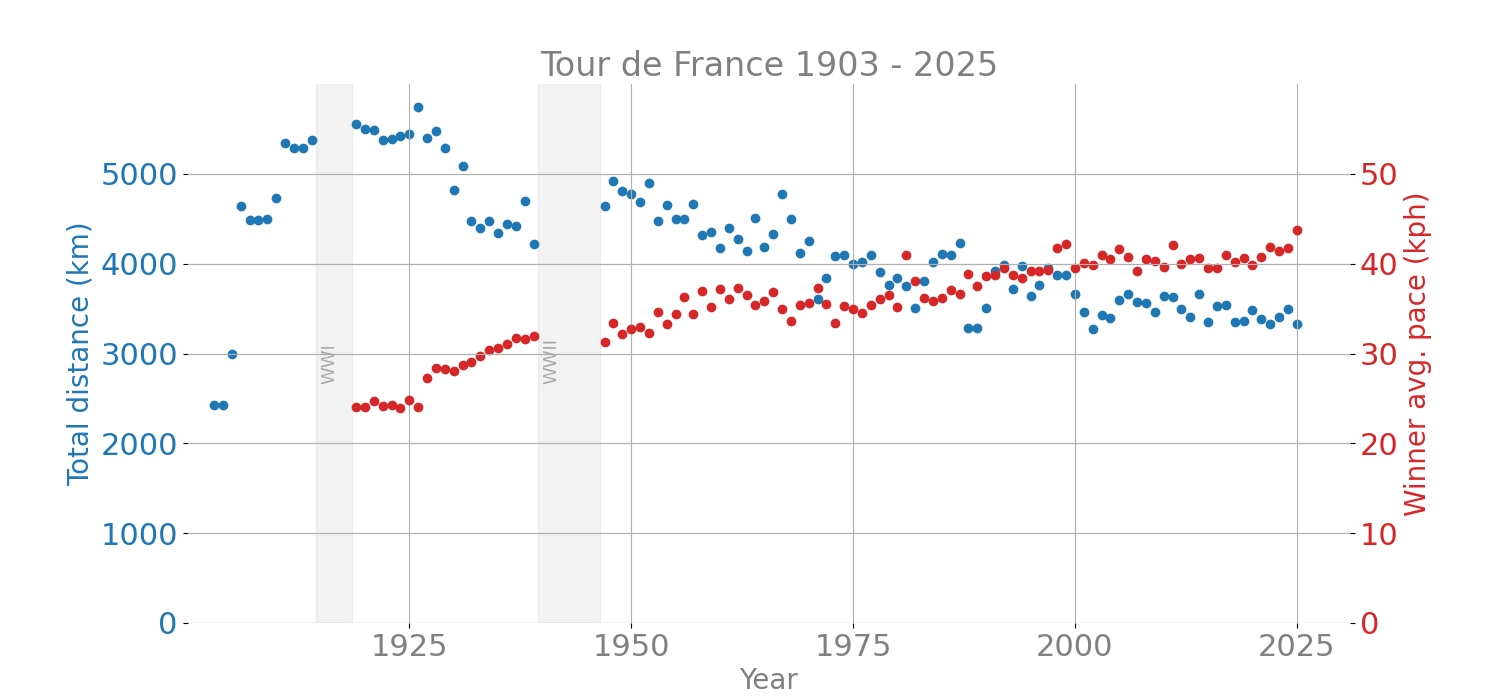 Tour de France 1903 - 2025
Total distance (km)
5000
4000
3000
2000
1000
0
WWI
WWII
50
40
30
20
10
0
Winner avg. pace (kph)
1925
1950
1975
2000
2025
Year